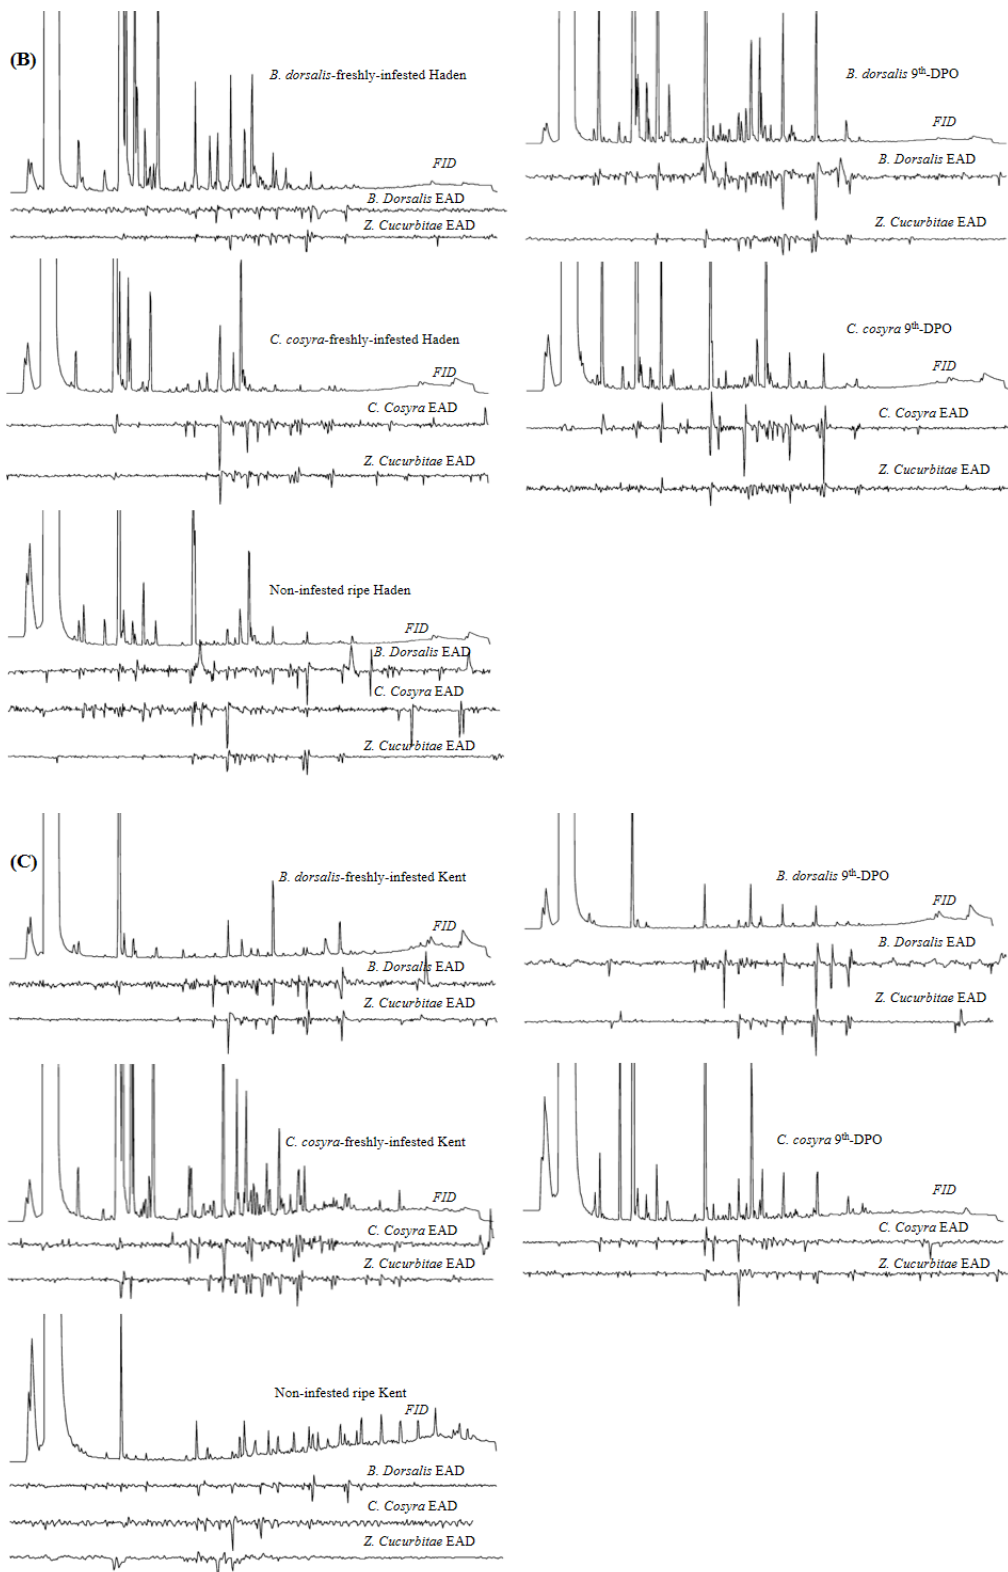 (B)
B. dorsalis-freshly-infested Haden
FID
B. Dorsalis EAD
Z. Cucurbitae EAD
B. dorsalis 9th-DPO
FID
B. Dorsalis EAD
Z. Cucurbitae EAD
C. cosyra-freshly-infested Haden
FID
C. Cosyra EAD
Z. Cucurbitae EAD
C. cosyra 9th-DPO
FID
C. Cosyra EAD
Z. Cucurbitae EAD
Non-infested ripe Haden
FID
B. Dorsalis EAD
C. Cosyra EAD
Z. Cucurbitae EAD
(C)
B. dorsalis-freshly-infested Kent
FID
B. Dorsalis EAD
Z. Cucurbitae EAD
B. dorsalis 9th-DPO
FID
B. Dorsalis EAD
Z. Cucurbitae EAD
C. cosyra-freshly-infested Kent
FID
C. Cosyra EAD
Z. Cucurbitae EAD
C. cosyra 9th-DPO
FID
C. Cosyra EAD
Z. Cucurbitae EAD
Non-infested ripe Kent
FID
B. Dorsalis EAD
C. Cosyra EAD
Z. Cucurbitae EAD